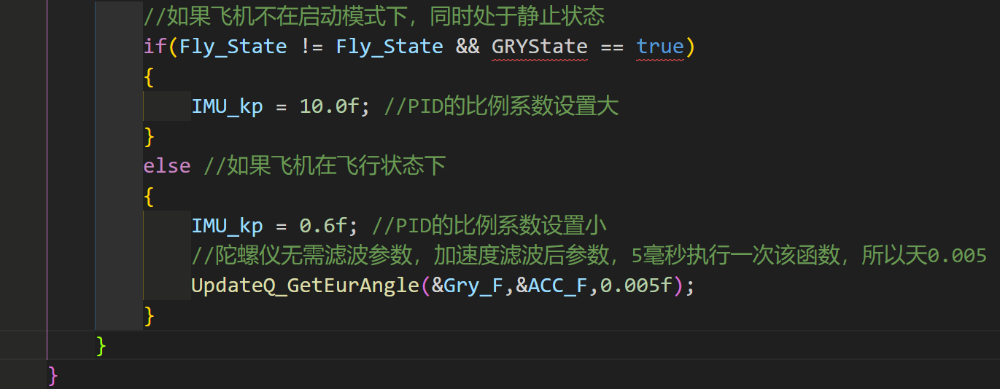 //如果飞机不在启动模式下，同时处于静止状态
if(Fly_State != Fly_State && GRYState == true)
{
IMU_kp = 10.0f; //PID的比例系数设置大
}
else //如果飞机在飞行状态下
{
IMU_kp = 0.6f; //PID的比例系数设置小
//陀螺仪无需滤波参数，加速度滤波后参数，5毫秒执行一次该函数，所以天0.005
UpdateQ_GetEurAngle(&Gry_F,&ACC_F,0.005f);
}
}
}